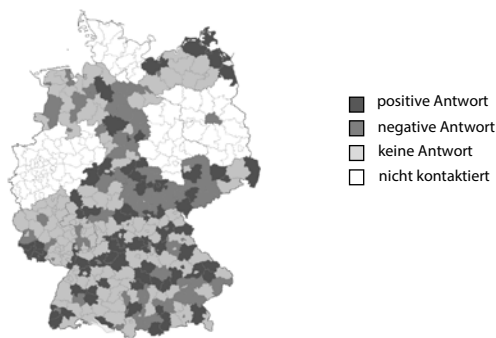 positive Antwort
negative Antwort
keine Antwort
nicht kontaktiert